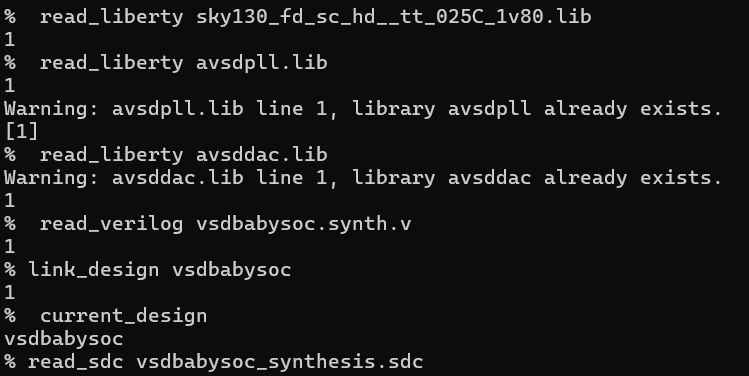 %  read_liberty sky130_fd_sc_hd__tt_025C_1v80.lib
1
%  read_liberty avsdpll.lib
1
Warning: avsdpll.lib line 1, library avsdpll already exists.
[1]
%  read_liberty avsddac.lib
Warning: avsddac.lib line 1, library avsddac already exists.
1
%  read_verilog vsdbabysoc.synth.v
1
% link_design vsdbabysoc
1
%  current_design
vsdbabysoc
% read_sdc vsdbabysoc_synthesis.sdc